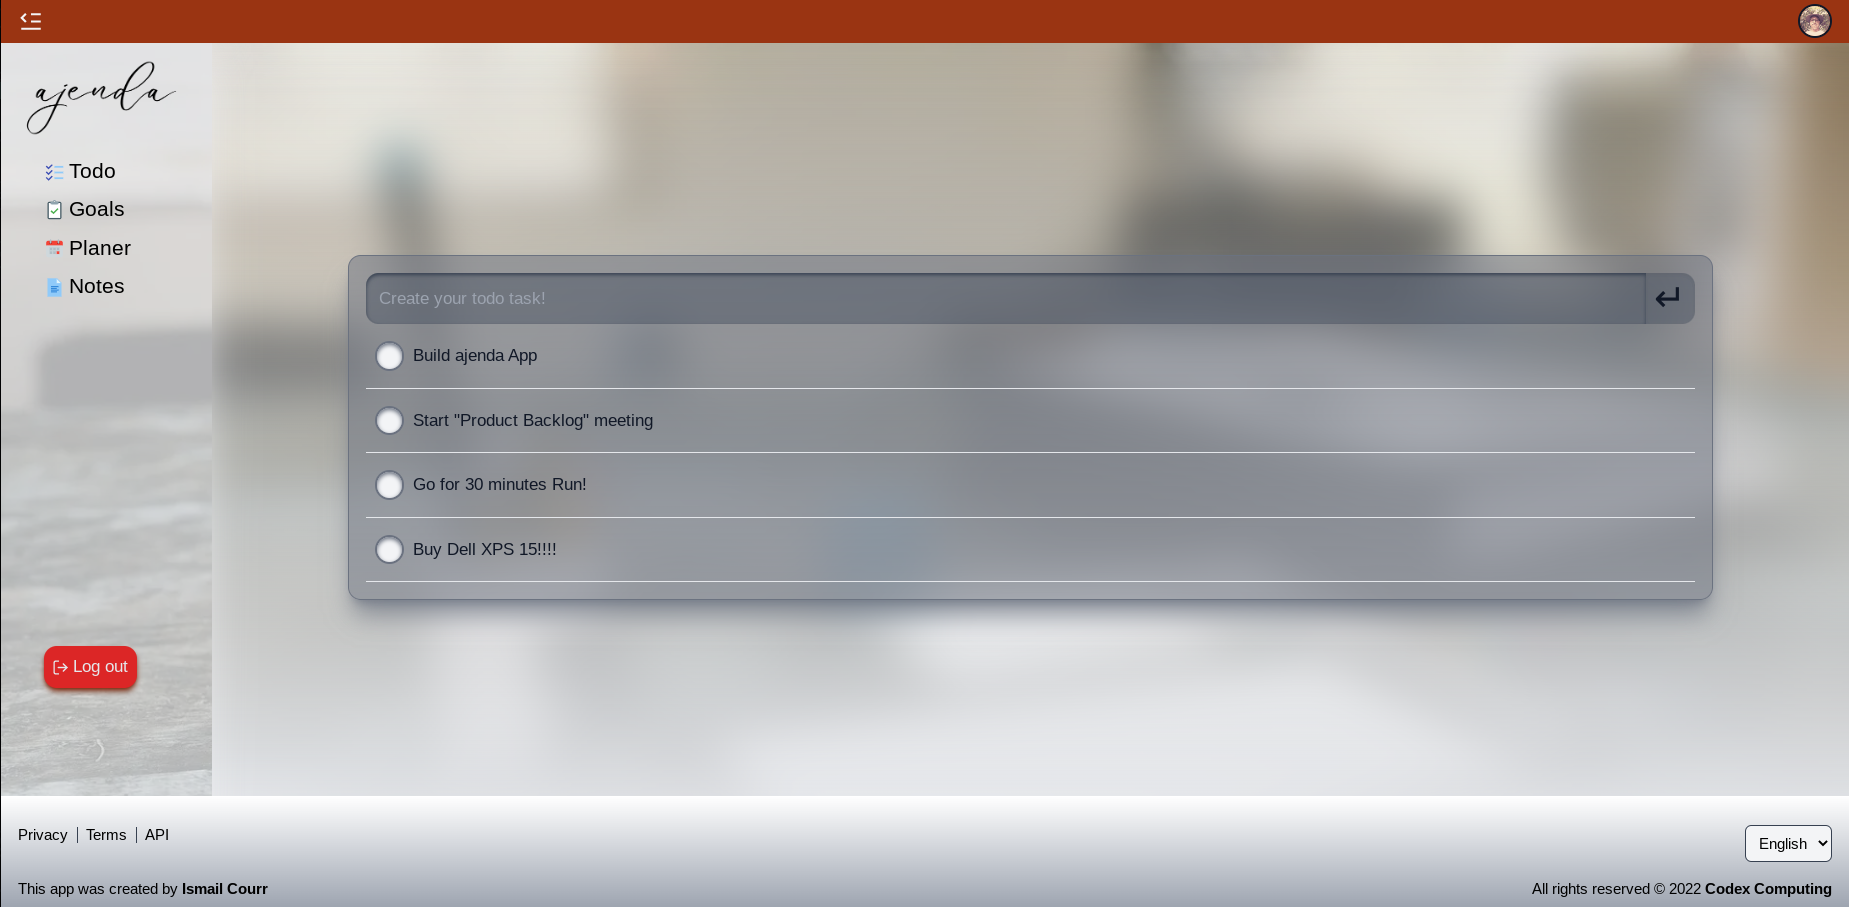 ajenda
Todo
Goals
Planer
Notes
Create your todo task!
Build ajenda App
Start "Product Backlog" meeting
Go for 30 minutes Run!
Buy Dell XPS 15!!!!
Log out
Privacy | Terms | API
English
This app was created by Ismail Courr
All rights reserved © 2022 Codex Computing